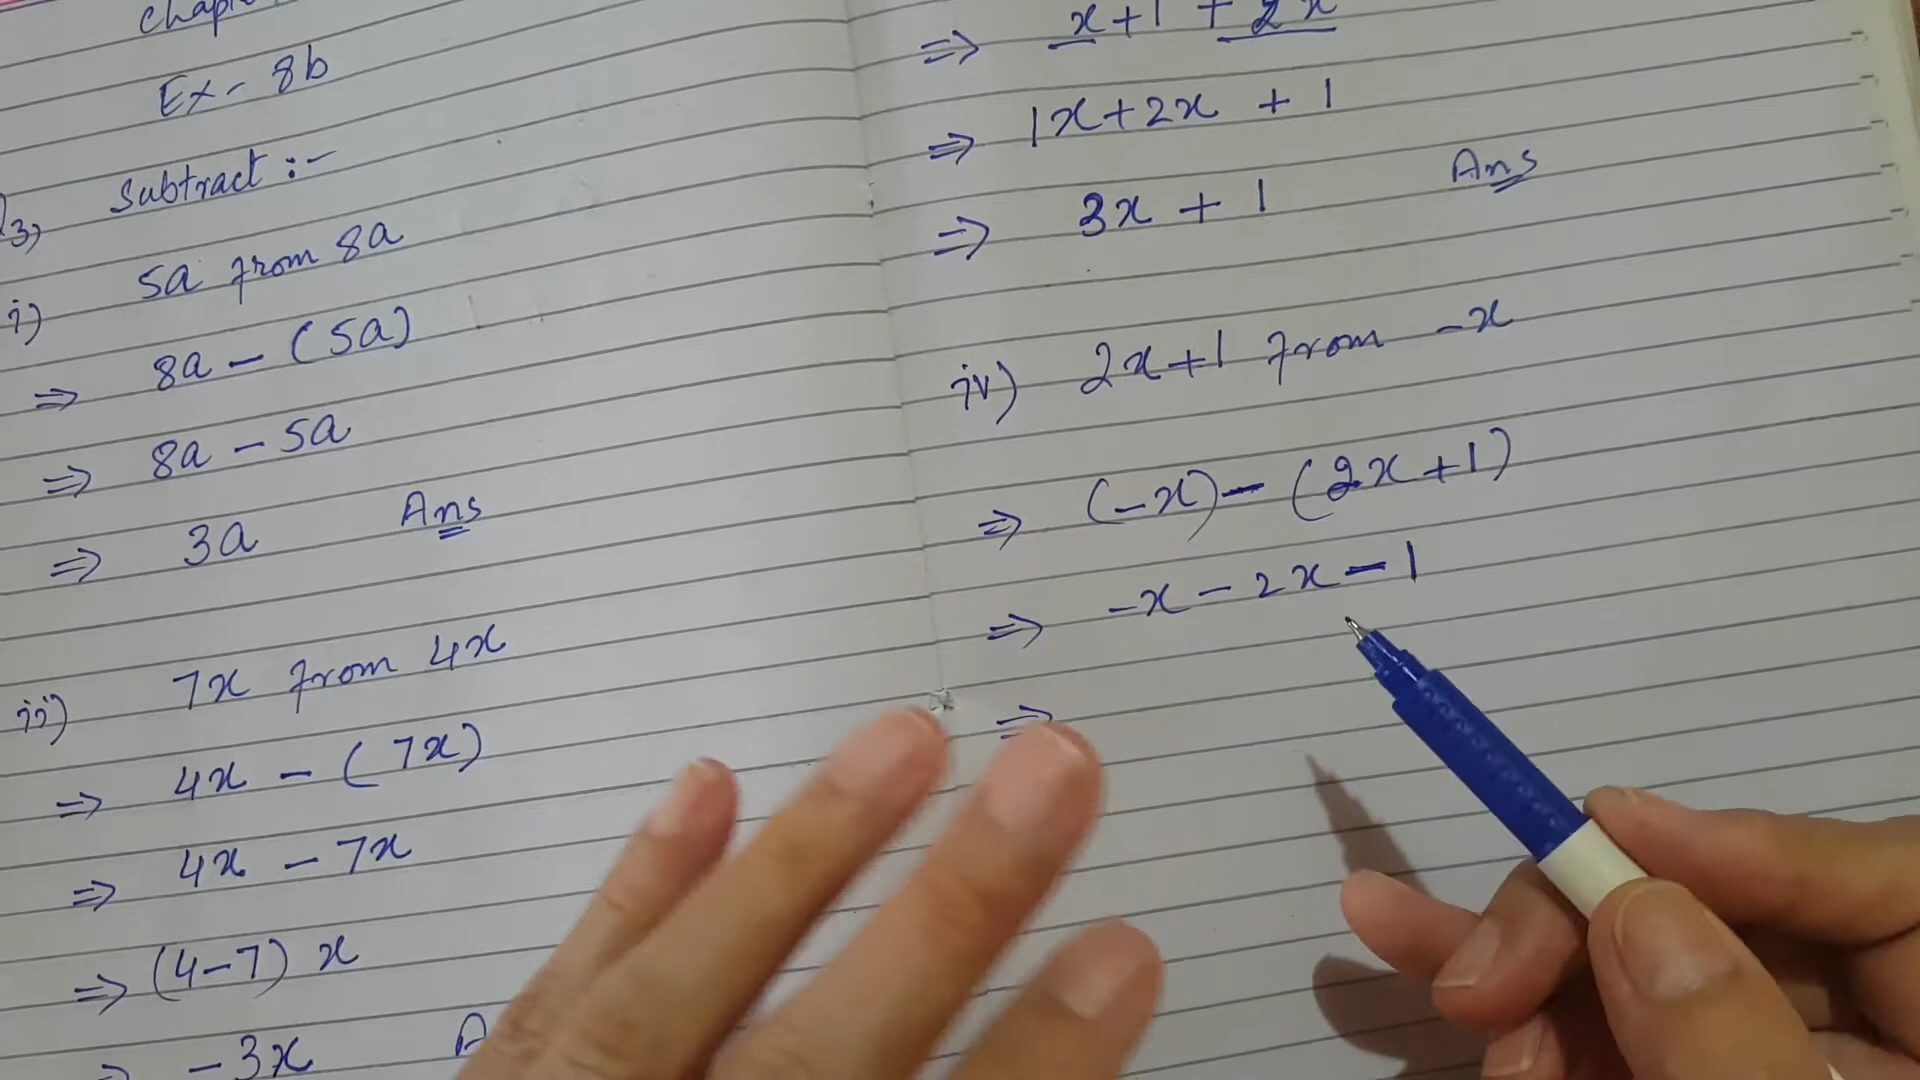 Ex - 8b
3, Subtract :-
i) 5a from 8a
⇒ 8a - (5a)
⇒ 8a - 5a
⇒ 3a Ans
ii) 7x from 4x
⇒ 4x - (7x)
⇒ 4x - 7x
⇒ (4-7) x
⇒ -3x
⇒ x + 1 + 2x
⇒ 1x + 2x + 1
⇒ 3x + 1 Ans
iv) 2x+1 from -x
⇒ (-x) - (2x+1)
⇒ -x - 2x - 1
⇒